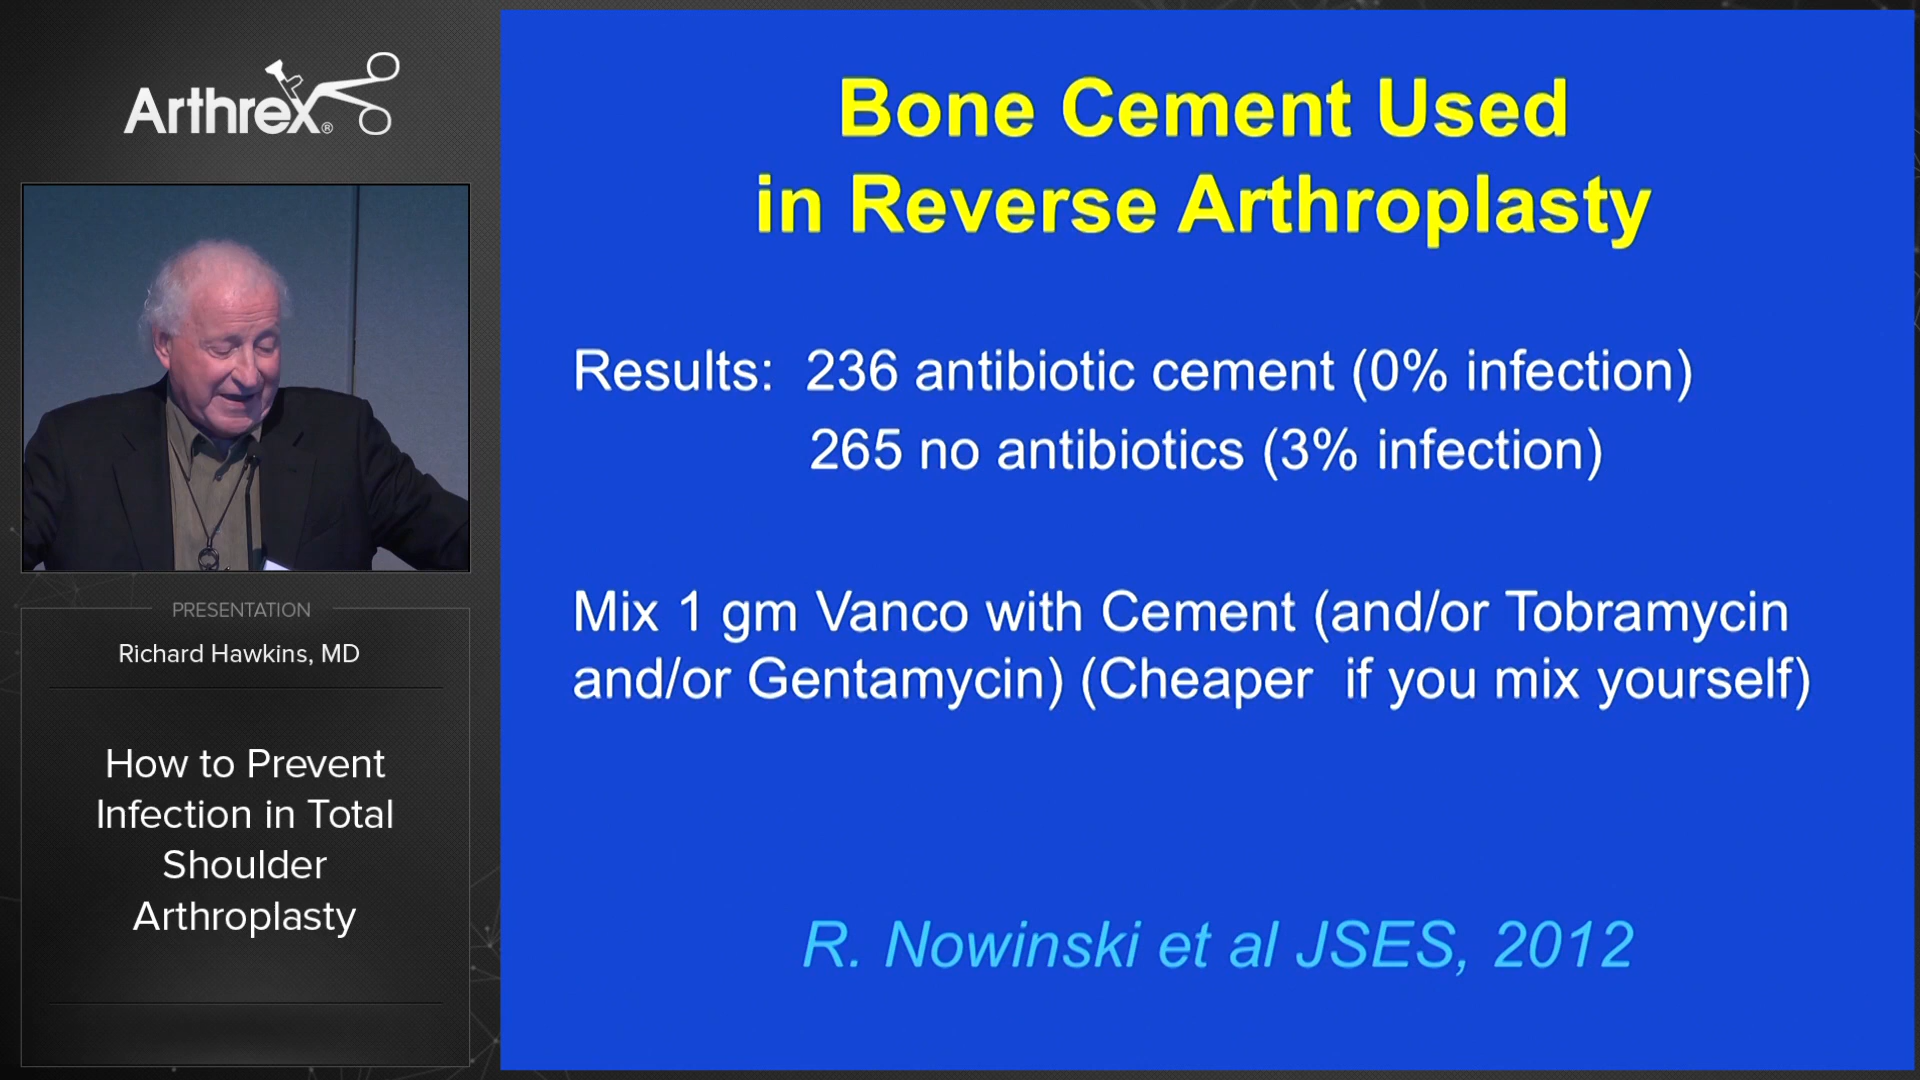 Arthrex®
PRESENTATION
Richard Hawkins, MD
How to Prevent
Infection in Total
Shoulder
Arthroplasty
Bone Cement Used
in Reverse Arthroplasty
Results: 236 antibiotic cement (0% infection)
265 no antibiotics (3% infection)
Mix 1 gm Vanco with Cement (and/or Tobramycin
and/or Gentamycin) (Cheaper if you mix yourself)
R. Nowinski et al JSES, 2012